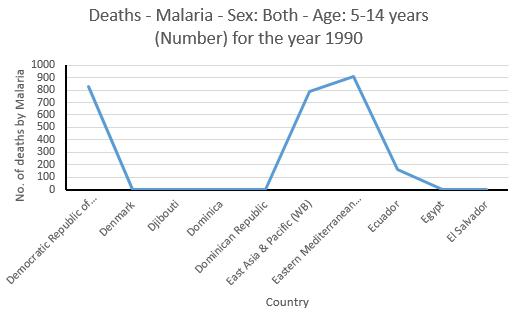 Deaths - Malaria - Sex: Both - Age: 5-14 years
(Number) for the year 1990
No. of deaths by Malaria
1000
900
800
700
600
500
400
300
200
100
0
Democratic Republic of...
Denmark
Djibouti
Dominica
Dominican Republic
East Asia & Pacific (WB)
Eastern Mediterranean...
Ecuador
Egypt
El Salvador
Country